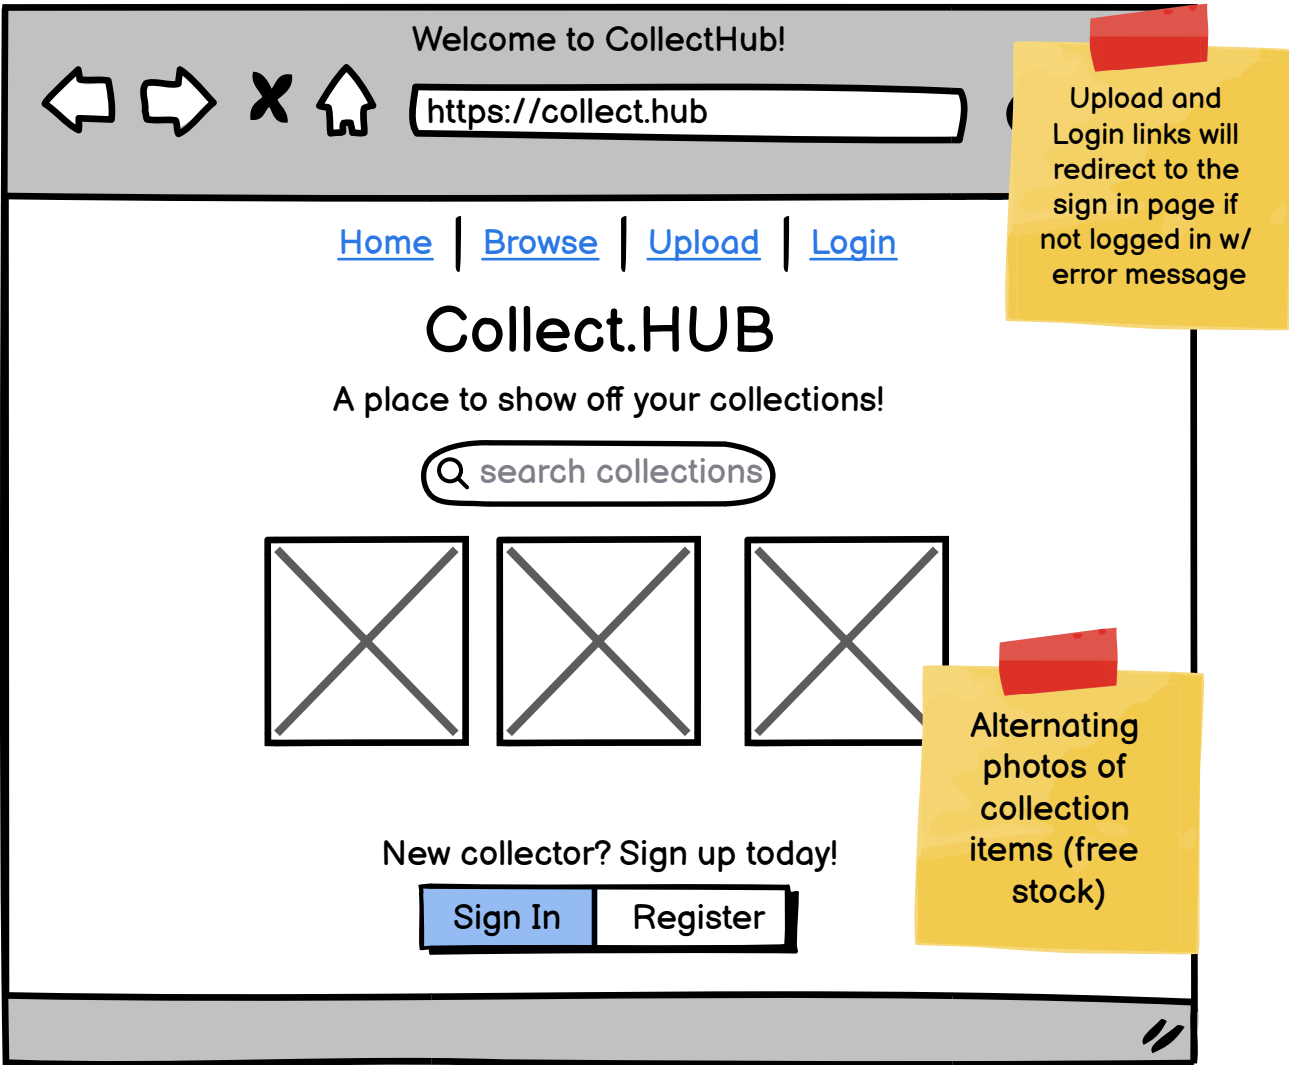 Welcome to CollectHub!
https://collect.hub
Upload and
Login links will
redirect to the
sign in page if
not logged in w/
error message
Home
Browse
Upload
Login
Collect.HUB
A place to show off your collections!
search collections
Alternating
photos of
collection
items (free
stock)
New collector? Sign up today!
Sign In
Register